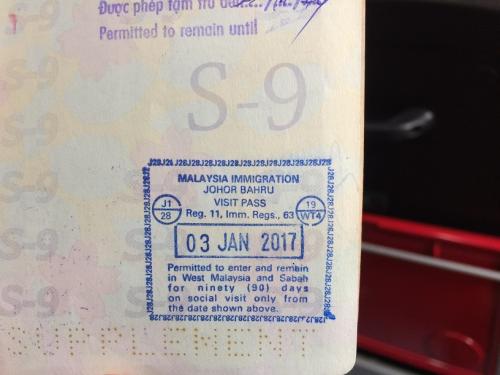 Được phép tạm trú đến...
Permitted to remain until
S-9
MALAYSIA IMMIGRATION
JOHOR BAHRU
VISIT PASS
Reg. 11, Imm. Regs., 63
J1
28
19
WT4
03 JAN 2017
Permitted to enter and remain
in West Malaysia and Sabah
for ninety (90) days
on social visit only from
the date shown above.
SUPPLEMENT